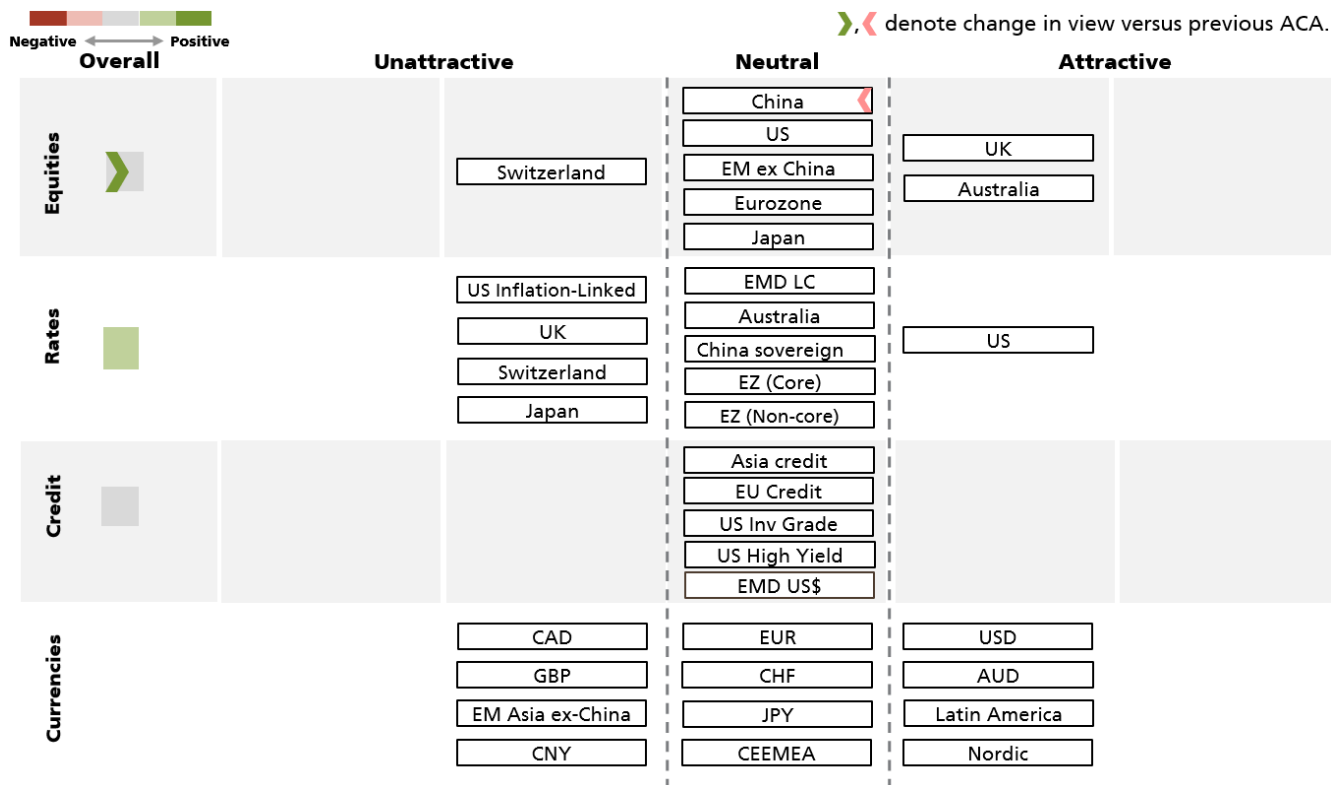 Negative Positive
, denote change in view versus previous ACA.
Overall Unattractive Neutral Attractive
Equities
Switzerland
China
US
EM ex China
Eurozone
Japan
UK
Australia
Rates
US Inflation-Linked
UK
Switzerland
Japan
EMD LC
Australia
China sovereign
EZ (Core)
EZ (Non-core)
US
Credit
Asia credit
EU Credit
US Inv Grade
US High Yield
EMD US$
Currencies
CAD
GBP
EM Asia ex-China
CNY
EUR
CHF
JPY
CEEMEA
USD
AUD
Latin America
Nordic